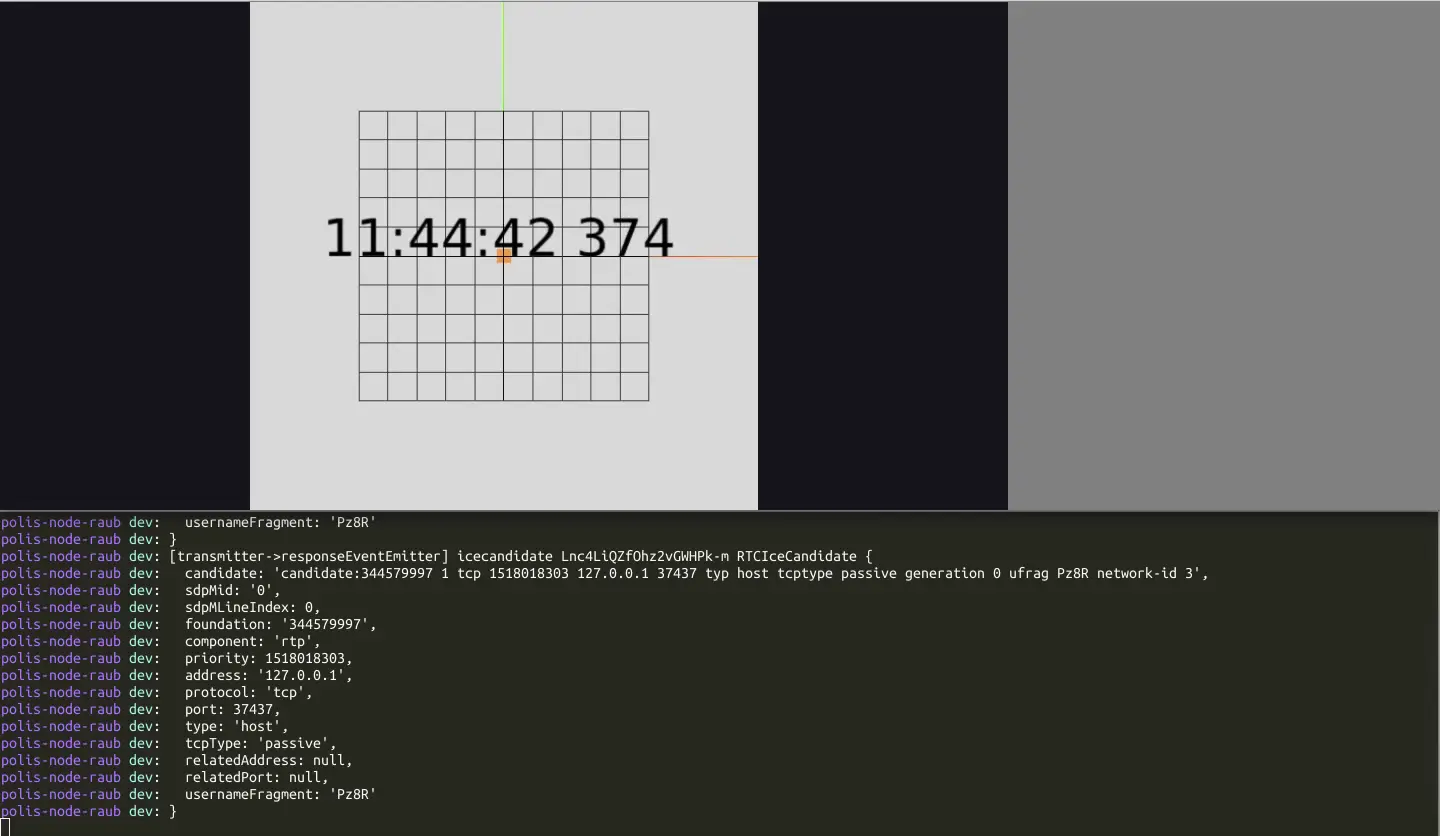 11:44:42 374
polis-node-raub dev:   usernameFragment: 'Pz8R'
polis-node-raub dev: }
polis-node-raub dev: [transmitter->responseEventEmitter] icecandidate Lnc4LiQZfOhz2vGWHPk-m RTCIceCandidate {
polis-node-raub dev:   candidate: 'candidate:344579997 1 tcp 1518018303 127.0.0.1 37437 typ host tcptype passive generation 0 ufrag Pz8R network-id 3',
polis-node-raub dev:   sdpMid: '0',
polis-node-raub dev:   sdpMLineIndex: 0,
polis-node-raub dev:   foundation: '344579997',
polis-node-raub dev:   component: 'rtp',
polis-node-raub dev:   priority: 1518018303,
polis-node-raub dev:   address: '127.0.0.1',
polis-node-raub dev:   protocol: 'tcp',
polis-node-raub dev:   port: 37437,
polis-node-raub dev:   type: 'host',
polis-node-raub dev:   tcpType: 'passive',
polis-node-raub dev:   relatedAddress: null,
polis-node-raub dev:   relatedPort: null,
polis-node-raub dev:   usernameFragment: 'Pz8R'
polis-node-raub dev: }